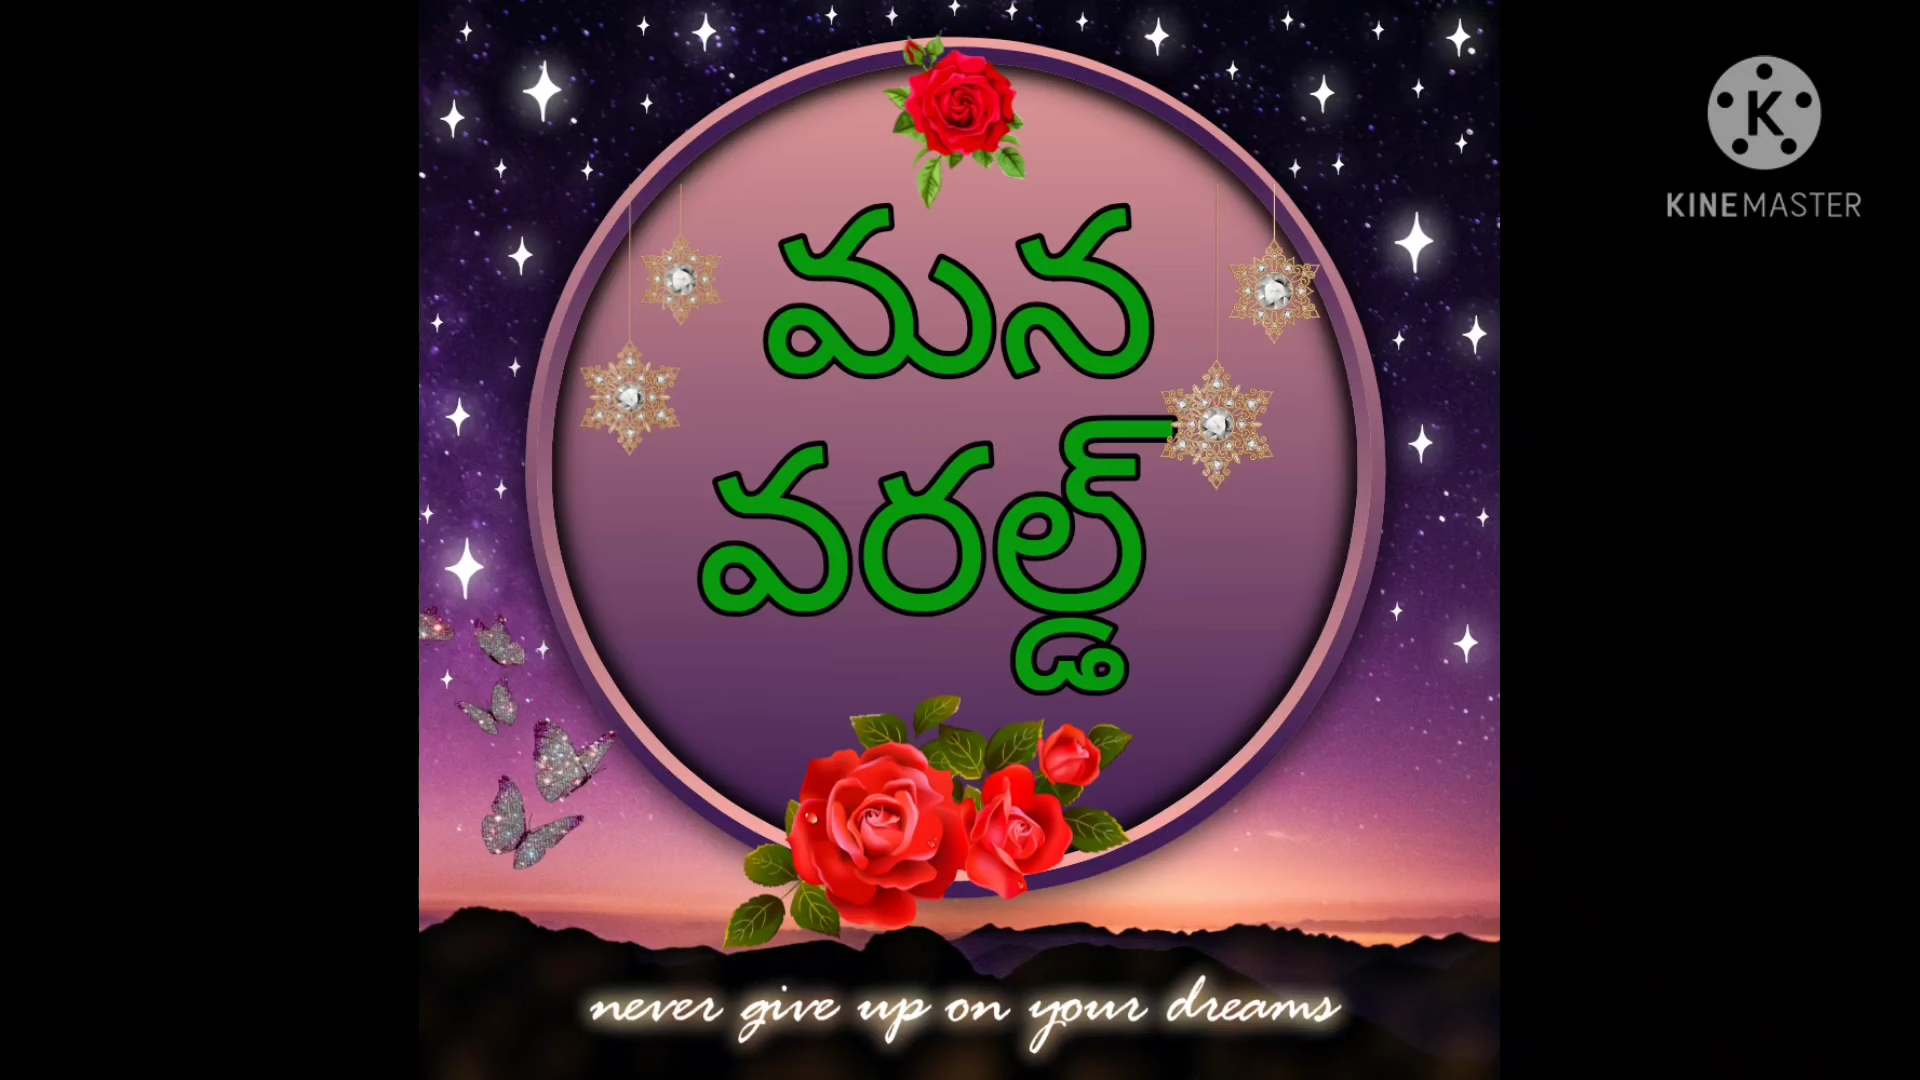 మన
వరల్డ్
never give up on your dreams
K
KINEMASTER